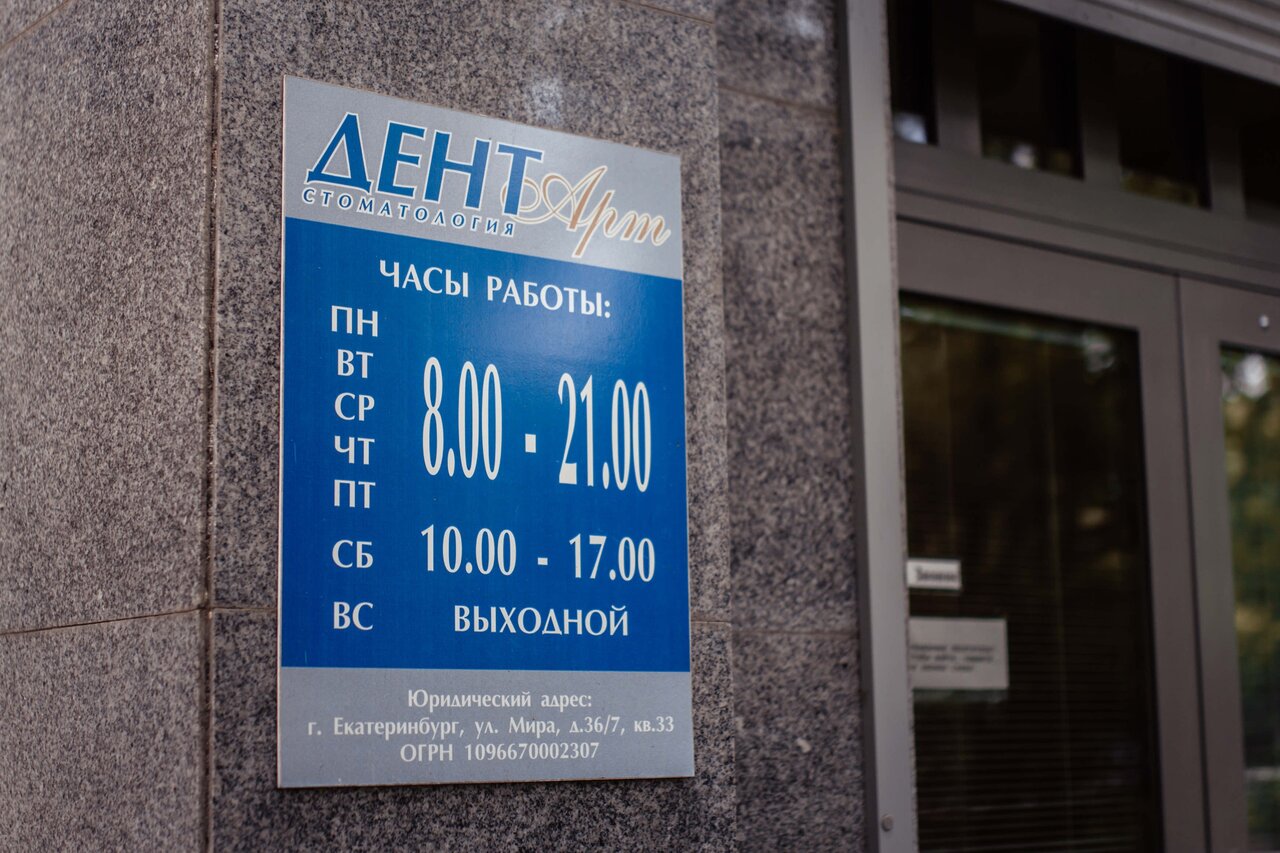 ДЕНТ Арт
СТОМАТОЛОГИЯ
ЧАСЫ РАБОТЫ:
ПН
ВТ
СР
ЧТ
ПТ
8.00 - 21.00
СБ 10.00 - 17.00
ВС ВЫХОДНОЙ
Юридический адрес:
г. Екатеринбург, ул. Мира, д.36/7, кв.33
ОГРН 1096670002307